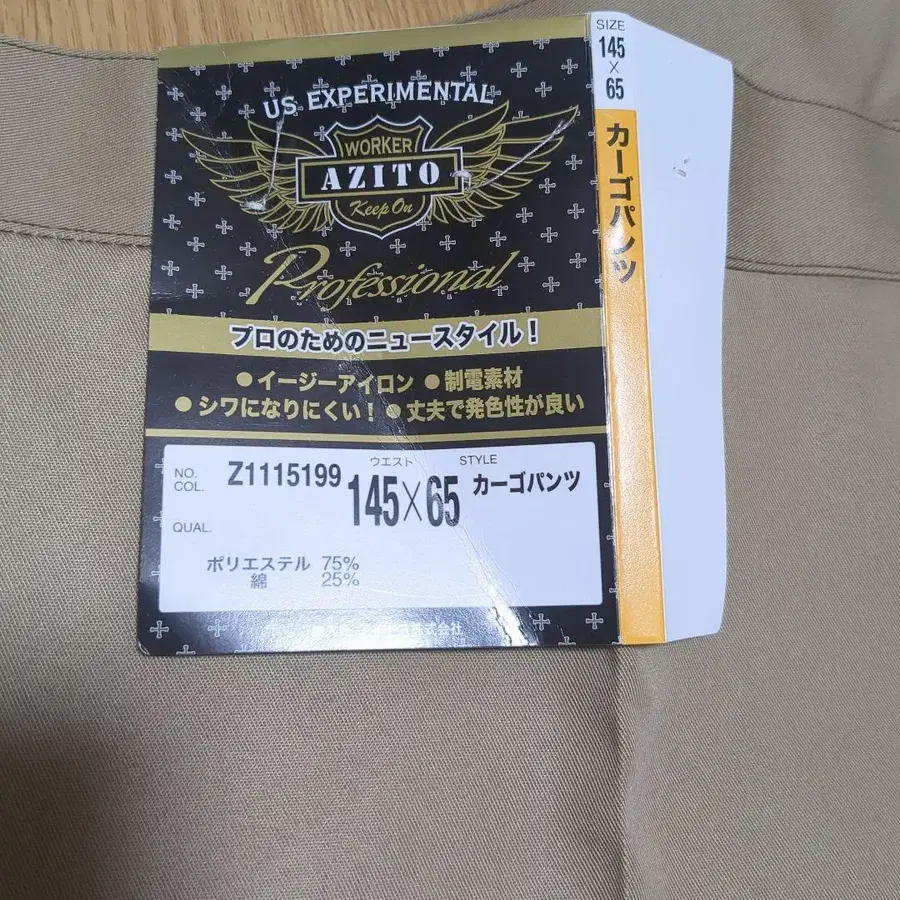 US EXPERIMENTAL
WORKER
AZITO
Keep On
Professional
プロのためのニュースタイル！
●イージーアイロン ●制電素材
●シワになりにくい！ ●丈夫で発色性が良い
NO.
COL.
Z1115199
ウエスト
145×65
STYLE
カーゴパンツ
QUAL.
ポリエステル 75%
綿 25%
株式会社
SIZE
145
×
65
カーゴパンツ